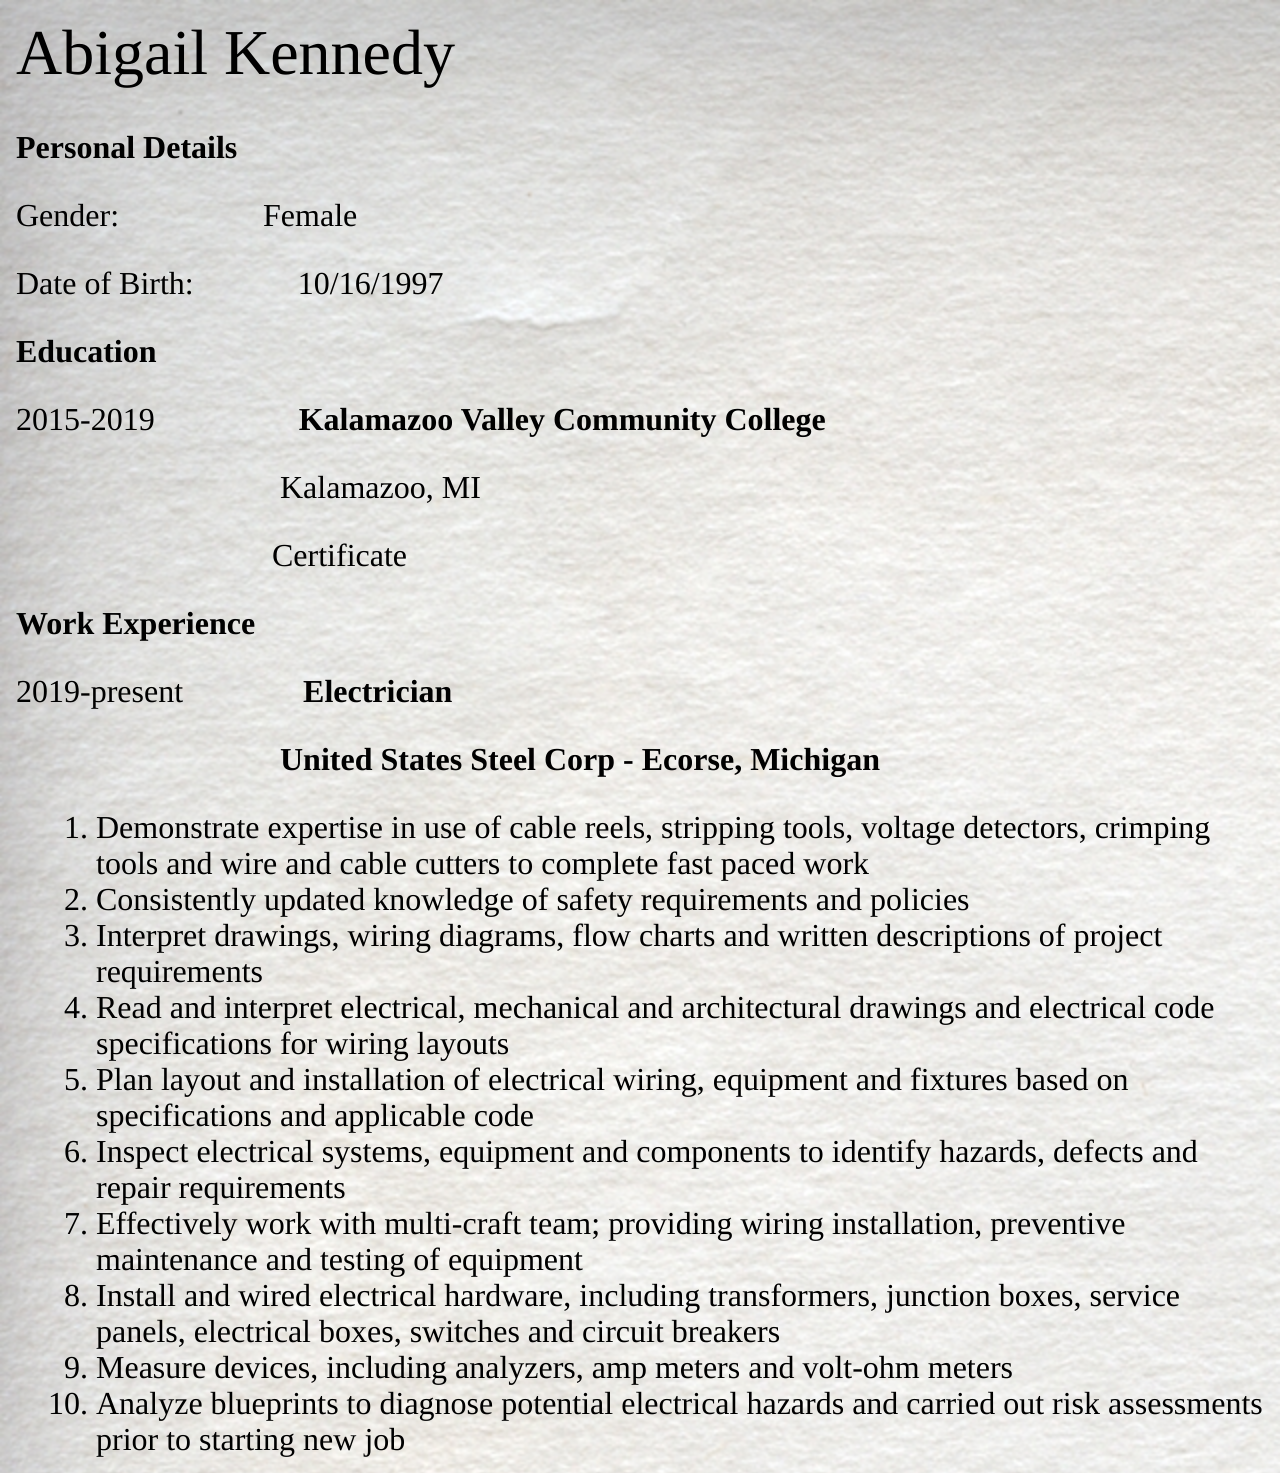 Abigail Kennedy
Personal Details
Gender: Female
Date of Birth: 10/16/1997
Education
2015-2019 Kalamazoo Valley Community College
Kalamazoo, MI
Certificate
Work Experience
2019-present Electrician
United States Steel Corp - Ecorse, Michigan
1. Demonstrate expertise in use of cable reels, stripping tools, voltage detectors, crimping
tools and wire and cable cutters to complete fast paced work
2. Consistently updated knowledge of safety requirements and policies
3. Interpret drawings, wiring diagrams, flow charts and written descriptions of project
requirements
4. Read and interpret electrical, mechanical and architectural drawings and electrical code
specifications for wiring layouts
5. Plan layout and installation of electrical wiring, equipment and fixtures based on
specifications and applicable code
6. Inspect electrical systems, equipment and components to identify hazards, defects and
repair requirements
7. Effectively work with multi-craft team; providing wiring installation, preventive
maintenance and testing of equipment
8. Install and wired electrical hardware, including transformers, junction boxes, service
panels, electrical boxes, switches and circuit breakers
9. Measure devices, including analyzers, amp meters and volt-ohm meters
10. Analyze blueprints to diagnose potential electrical hazards and carried out risk assessments
prior to starting new job